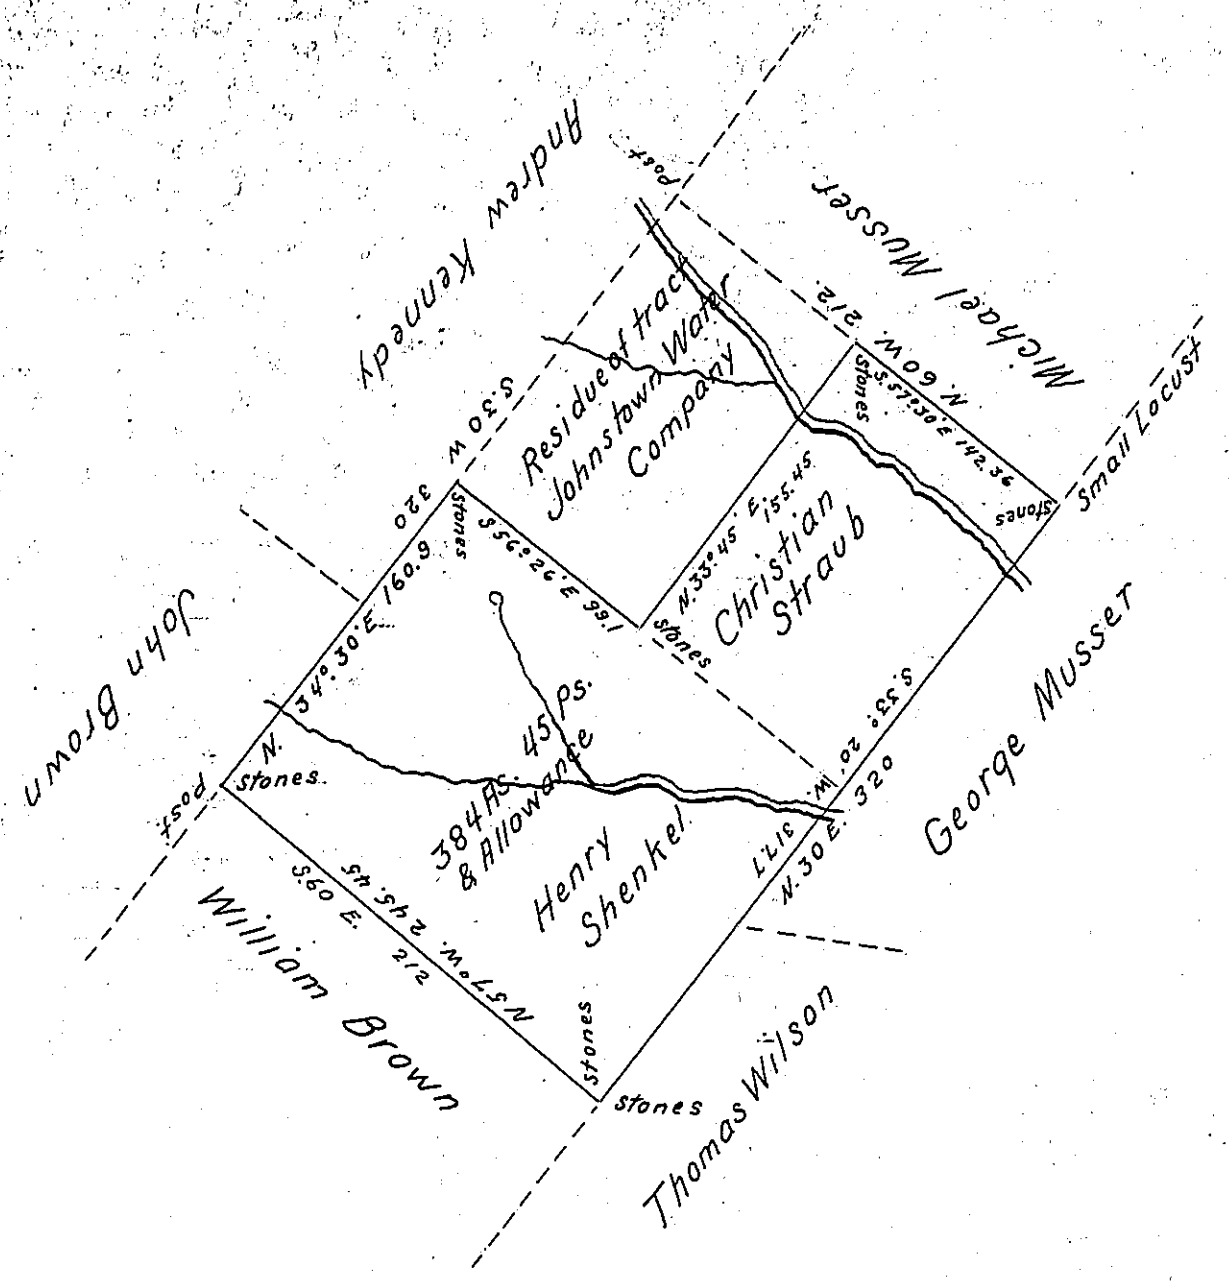 Andrew Kennedy
Post
Michael Musser
N. 60 W. 212.
S. 57°.30' E 142.36
Stones
Stones
Small Locust
Residue of tract
Johnstown Water
Company
S. 30 W
320
Stones
S 56° 26' E 99.1
N. 33° 45' E. 155.45
Christian
Straub
stones
John Brown
N. 34°. 30' E. 160.9
Post.
Stones.
384 As. 45 ps.
& Allowance
Henry
Shenkel
S. 33° 20' W. 317.7
N. 30 E. 320
George Musser
S. 60 E. 212
N 57° W. 245.45
William Brown
stones
stones
Thomas Wilson